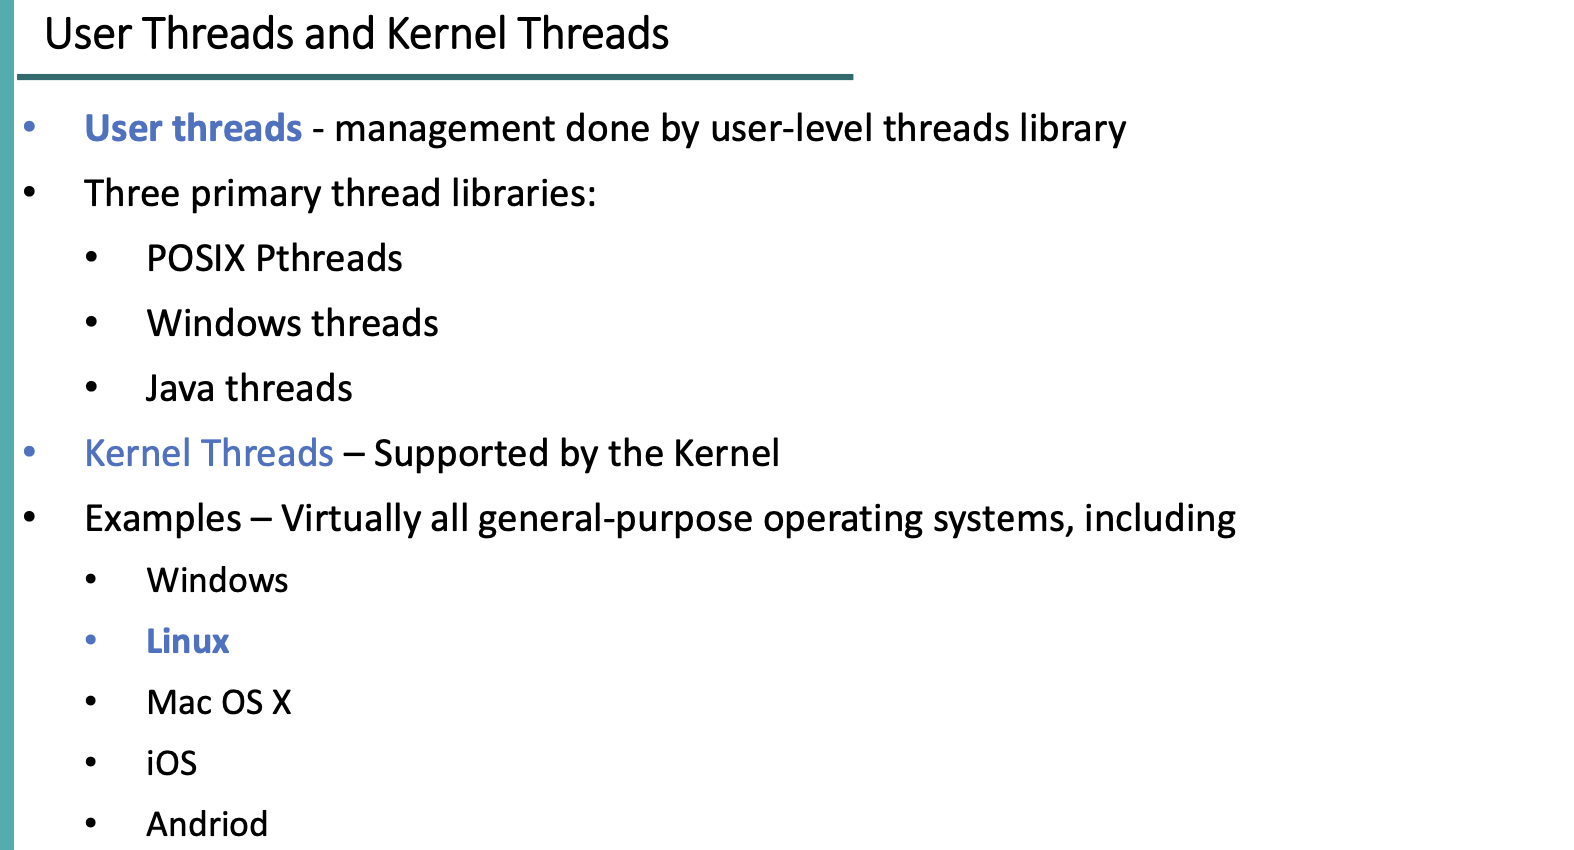 User Threads and Kernel Threads
• User threads - management done by user-level threads library
• Three primary thread libraries:
• POSIX Pthreads
• Windows threads
• Java threads
• Kernel Threads – Supported by the Kernel
• Examples – Virtually all general-purpose operating systems, including
• Windows
• Linux
• Mac OS X
• iOS
• Andriod